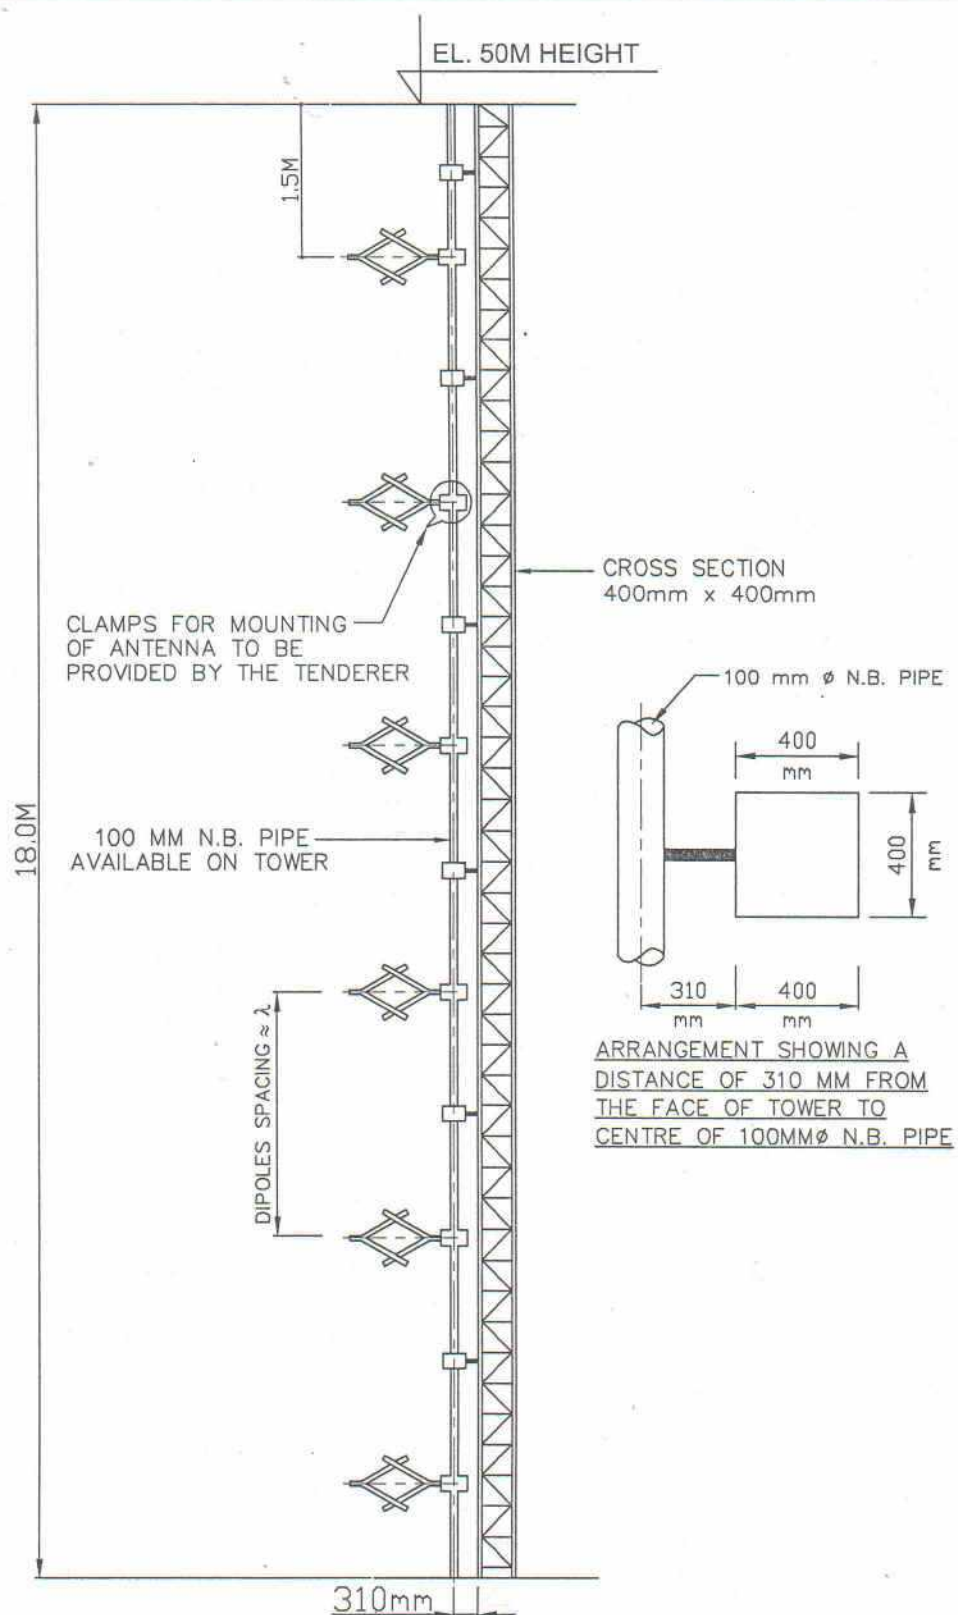 EL. 50M HEIGHT
1.5M
CROSS SECTION
400mm x 400mm
CLAMPS FOR MOUNTING
OF ANTENNA TO BE
PROVIDED BY THE TENDERER
100 mm ø N.B. PIPE
400
mm
18.0M
100 MM N.B. PIPE
AVAILABLE ON TOWER
400
mm
DIPOLES SPACING ≈ λ
310
mm
400
mm
ARRANGEMENT SHOWING A
DISTANCE OF 310 MM FROM
THE FACE OF TOWER TO
CENTRE OF 100MMø N.B. PIPE
310mm